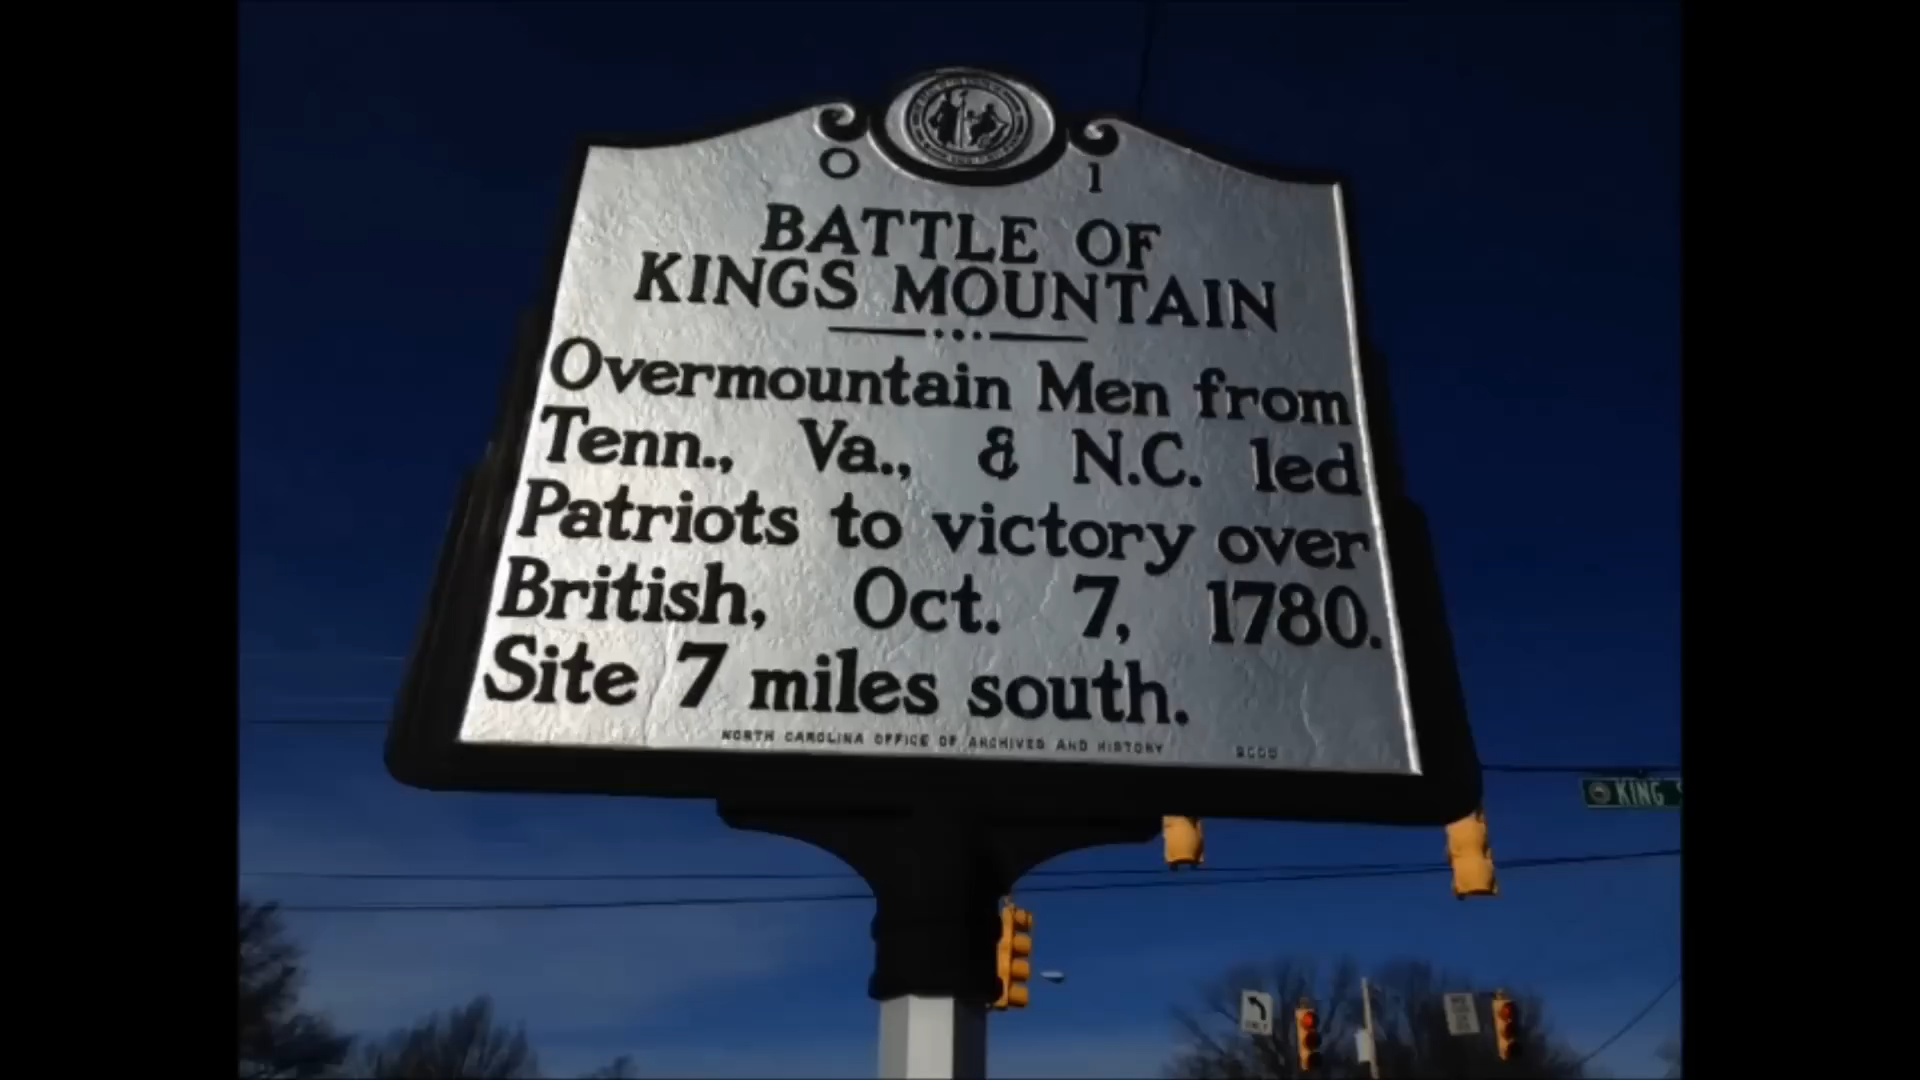 O 1
BATTLE OF
KINGS MOUNTAIN
Overmountain Men from
Tenn., Va., & N.C. led
Patriots to victory over
British, Oct. 7, 1780.
Site 7 miles south.
NORTH CAROLINA OFFICE OF ARCHIVES AND HISTORY
KING
ONLY